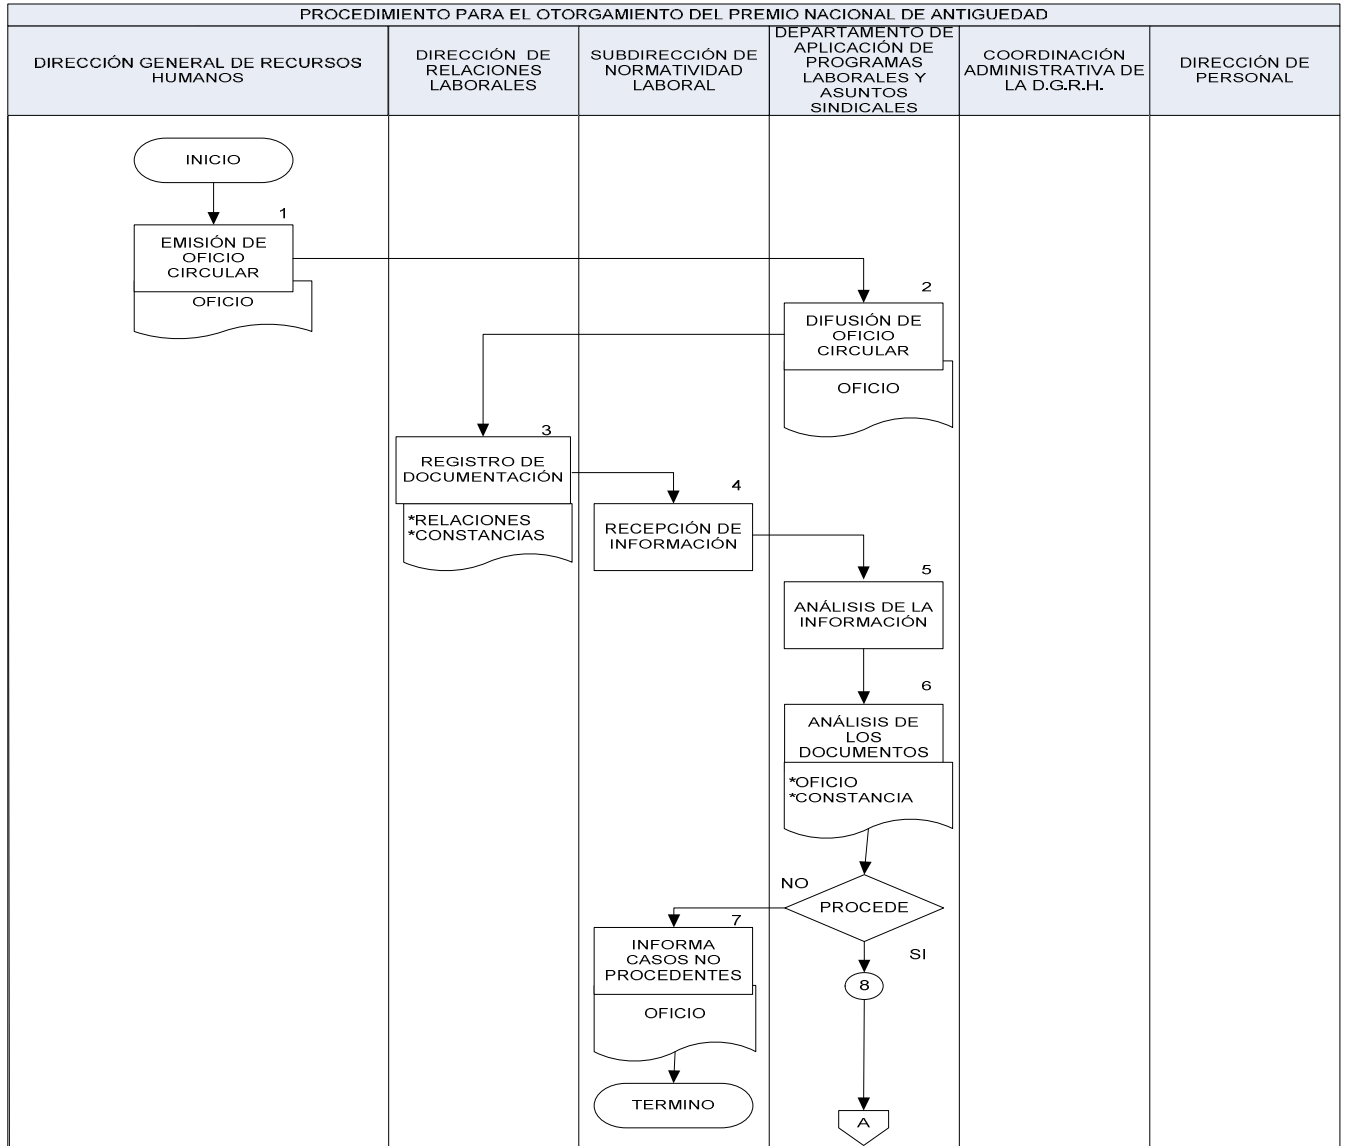 PROCEDIMIENTO PARA EL OTORGAMIENTO DEL PREMIO NACIONAL DE ANTIGUEDAD
DIRECCIÓN GENERAL DE RECURSOS
HUMANOS
DIRECCIÓN DE
RELACIONES
LABORALES
SUBDIRECCIÓN DE
NORMATIVIDAD
LABORAL
DEPARTAMENTO DE
APLICACIÓN DE
PROGRAMAS
LABORALES Y
ASUNTOS
SINDICALES
COORDINACIÓN
ADMINISTRATIVA DE
LA D.G.R.H.
DIRECCIÓN DE
PERSONAL
INICIO
1
EMISIÓN DE
OFICIO
CIRCULAR
OFICIO
2
DIFUSIÓN DE
OFICIO
CIRCULAR
OFICIO
3
REGISTRO DE
DOCUMENTACIÓN
*RELACIONES
*CONSTANCIAS
4
RECEPCIÓN DE
INFORMACIÓN
5
ANÁLISIS DE LA
INFORMACIÓN
6
ANÁLISIS DE
LOS
DOCUMENTOS
*OFICIO
*CONSTANCIA
NO
PROCEDE
SI
7
INFORMA
CASOS NO
PROCEDENTES
OFICIO
TERMINO
8
A